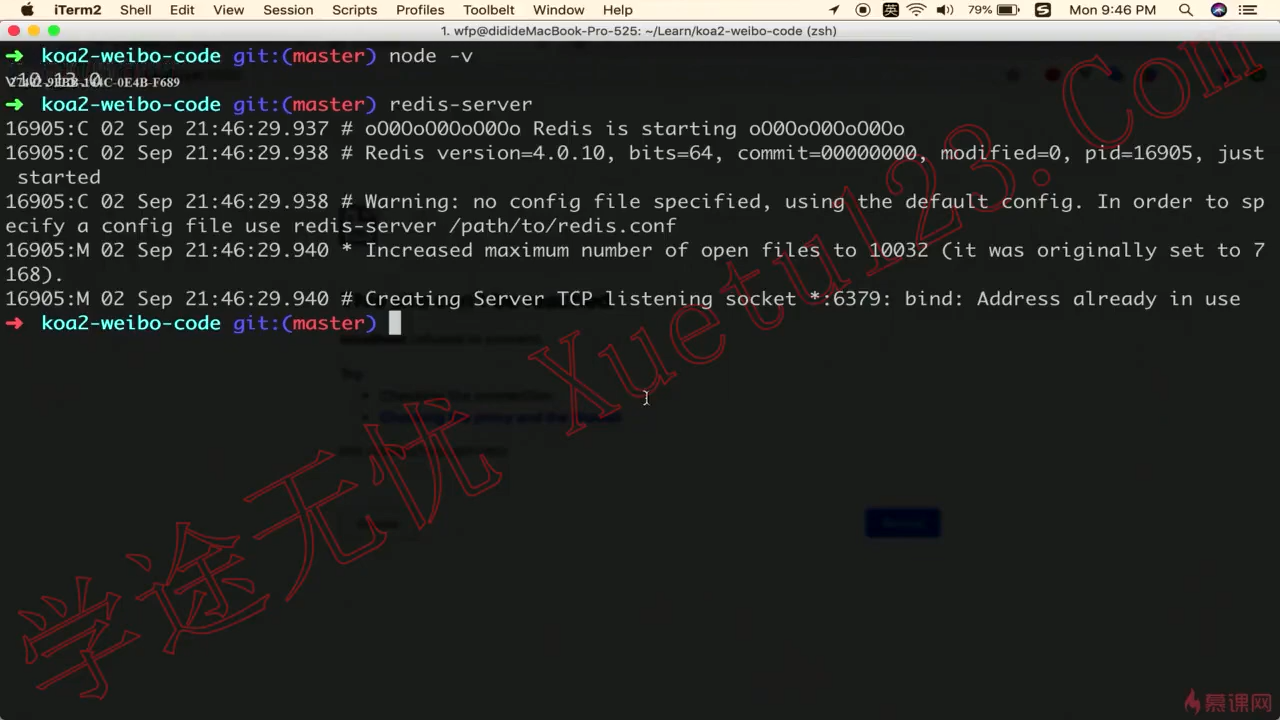 iTerm2 Shell Edit View Session Scripts Profiles Toolbelt Window Help 英 79% S Mon 9:46 PM
1. wfp@didideMacBook-Pro-525: ~/Learn/koa2-weibo-code (zsh)
➜ koa2-weibo-code git:(master) node -v
v10.13.0
➜ koa2-weibo-code git:(master) redis-server
16905:C 02 Sep 21:46:29.937 # oO0OoO0OoO0Oo Redis is starting oO0OoO0OoO0Oo
16905:C 02 Sep 21:46:29.938 # Redis version=4.0.10, bits=64, commit=00000000, modified=0, pid=16905, just
started
16905:C 02 Sep 21:46:29.938 # Warning: no config file specified, using the default config. In order to sp
ecify a config file use redis-server /path/to/redis.conf
16905:M 02 Sep 21:46:29.940 * Increased maximum number of open files to 10032 (it was originally set to 7
168).
16905:M 02 Sep 21:46:29.940 # Creating Server TCP listening socket *:6379: bind: Address already in use
➜ koa2-weibo-code git:(master)
学途无忧 Xuetu123.Com
慕课网